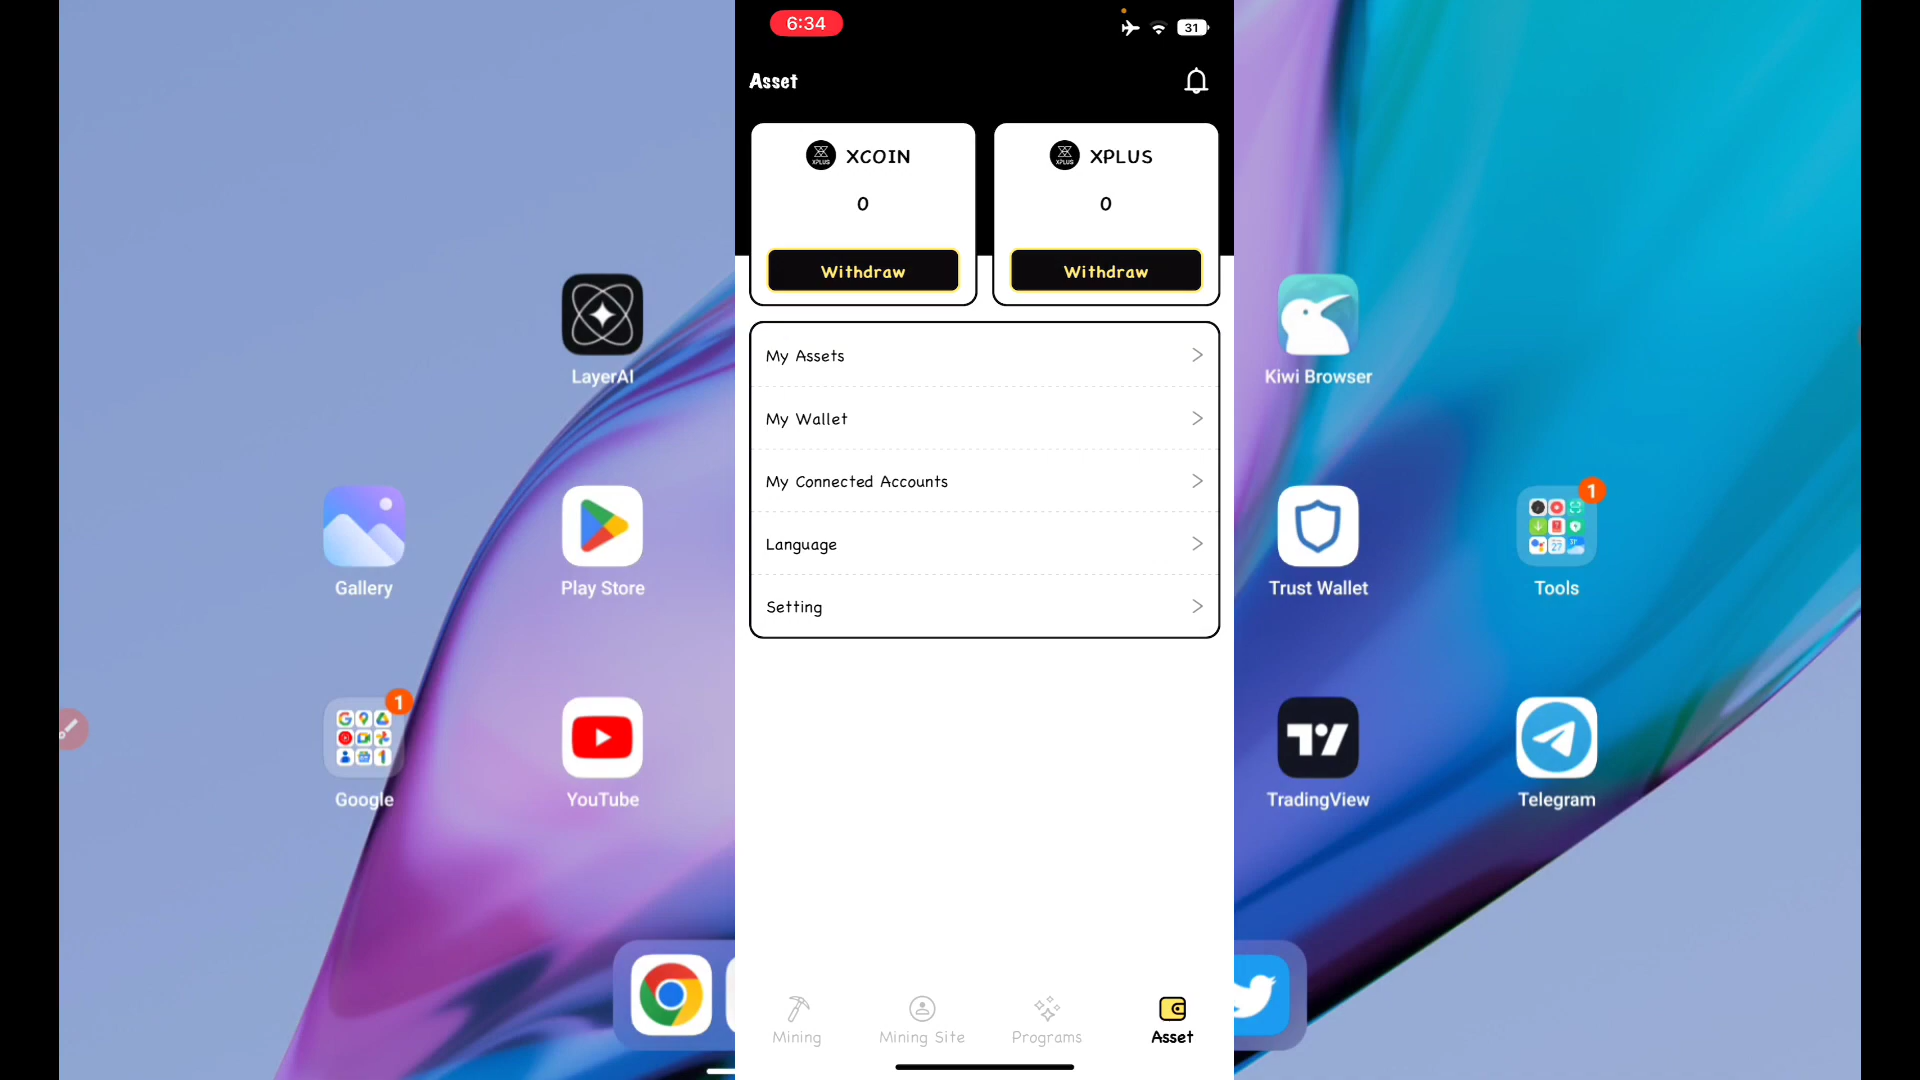 6:34
31
Asset
XCOIN
XPLUS
0
0
Withdraw
Withdraw
My Assets
My Wallet
My Connected Accounts
Language
Setting
Mining
Mining Site
Programs
Asset
LayerAI
Kiwi Browser
Gallery
Play Store
Trust Wallet
1
Tools
1
Google
YouTube
TradingView
Telegram